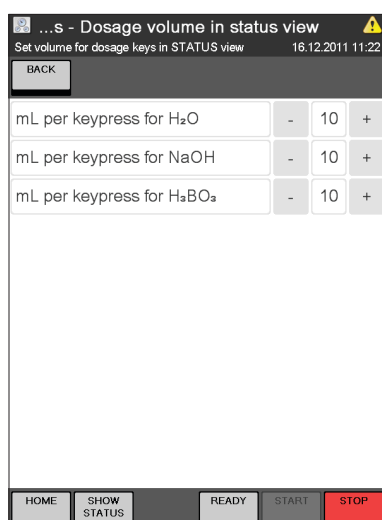 ...s - Dosage volume in status view
Set volume for dosage keys in STATUS view 16.12.2011 11:22
BACK
mL per keypress for H₂O - 10 +
mL per keypress for NaOH - 10 +
mL per keypress for H₃BO₃ - 10 +
HOME SHOW STATUS READY START STOP